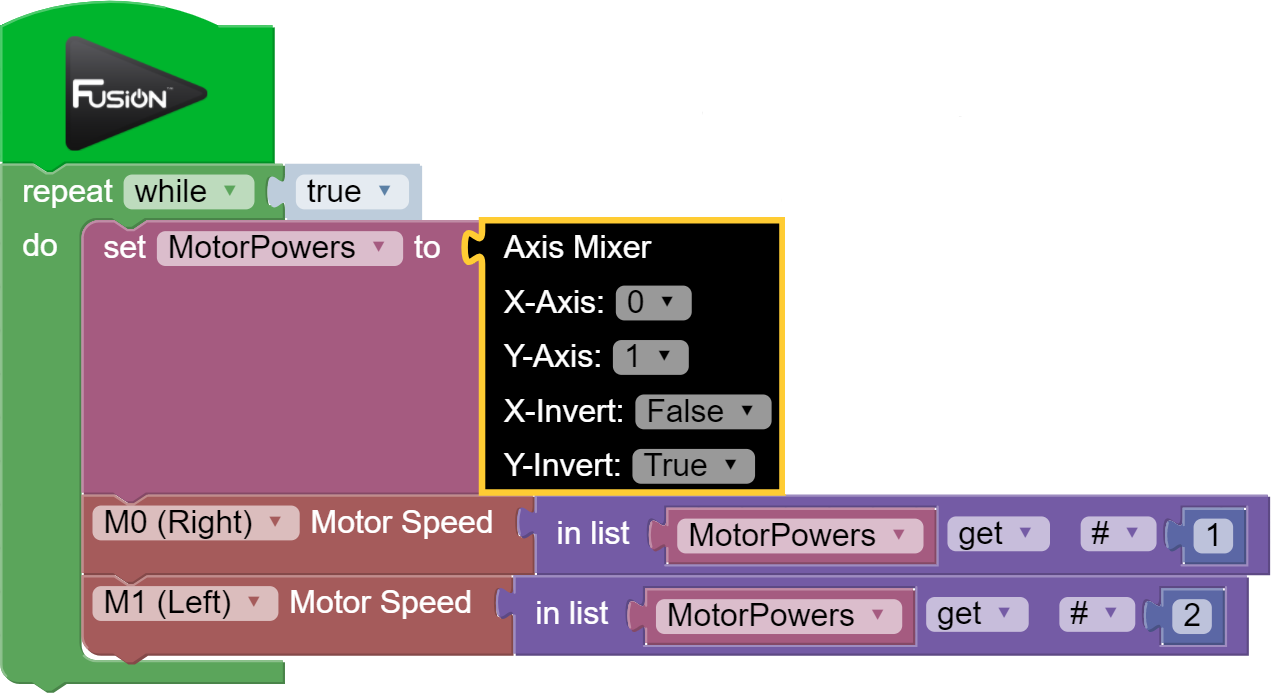 FUSION™
repeat while ▼ true ▼
do set MotorPowers ▼ to Axis Mixer
X-Axis: 0 ▼
Y-Axis: 1 ▼
X-Invert: False ▼
Y-Invert: True ▼
M0 (Right) ▼ Motor Speed in list MotorPowers ▼ get ▼ # ▼ 1
M1 (Left) ▼ Motor Speed in list MotorPowers ▼ get ▼ # ▼ 2